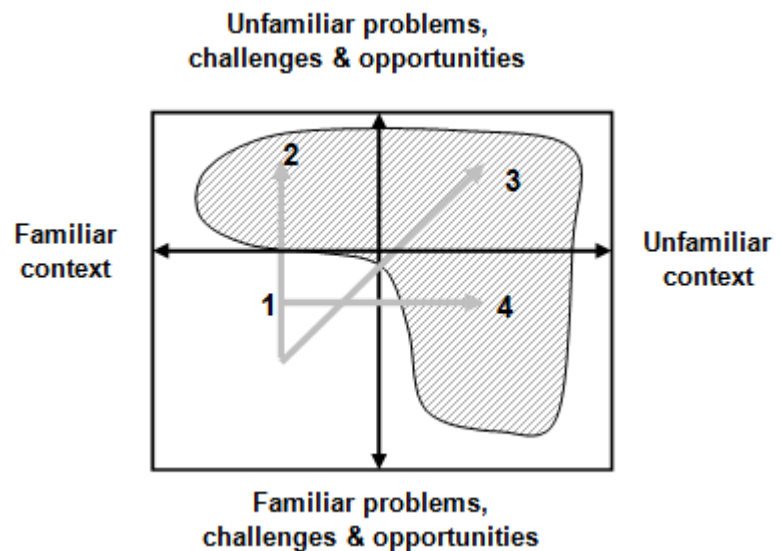 Unfamiliar problems,
challenges & opportunities
2
3
Familiar
context
Unfamiliar
context
1
4
Familiar problems,
challenges & opportunities